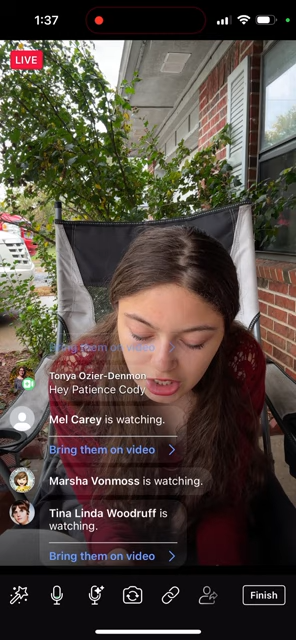 1:37
LIVE
Bring them on video
Tonya Ozier-Denmon
Hey Patience Cody
Mel Carey is watching.
Bring them on video
Marsha Vonmoss is watching.
Tina Linda Woodruff is
watching.
Bring them on video
Finish